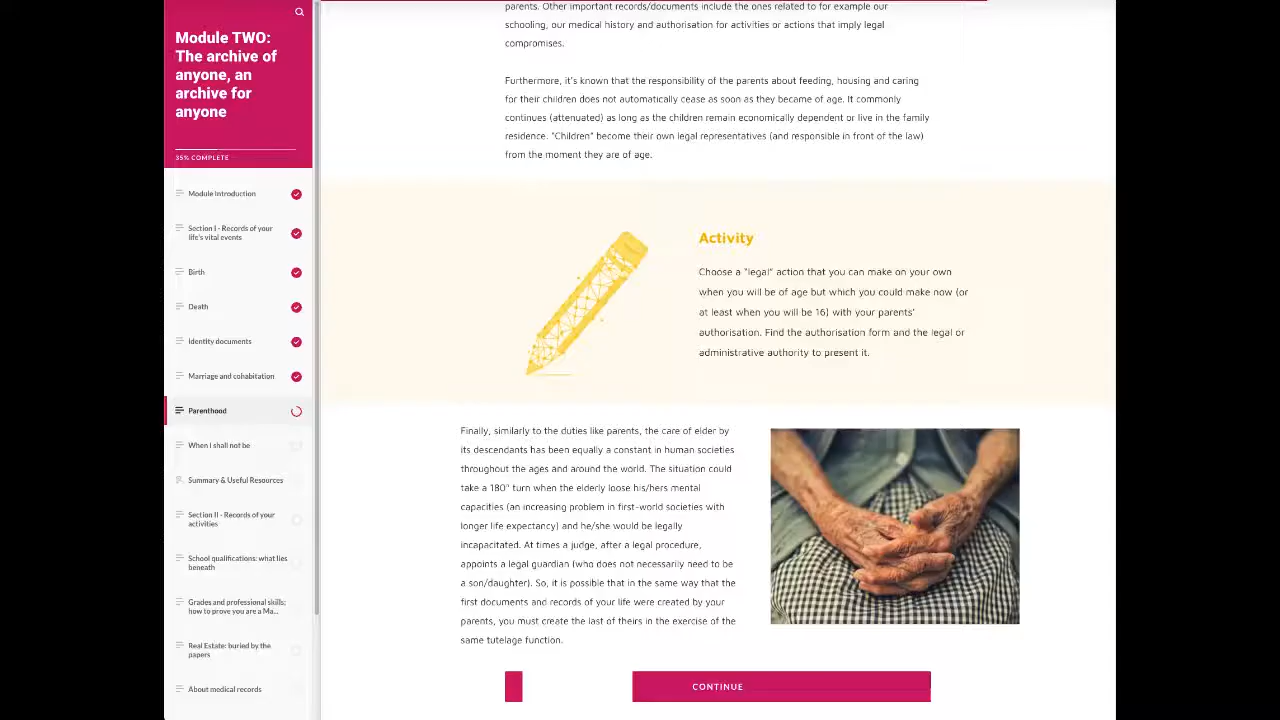 Module TWO:
The archive of
anyone, an
archive for
anyone
35% COMPLETE
Module Introduction
Section I - Records of your
life's vital events
Birth
Death
Identity documents
Marriage and cohabitation
Parenthood
When I shall not be
Summary & Useful Resources
Section II - Records of your
activities
School qualifications: what lies
beneath
Grades and professional skills:
how to prove you are a Ma...
Real Estate: buried by the
papers
About medical records
parents. Other important records/documents include the ones related to for example our
schooling, our medical history and authorisation for activities or actions that imply legal
compromises.
Furthermore, it's known that the responsibility of the parents about feeding, housing and caring
for their children does not automatically cease as soon as they became of age. It commonly
continues (attenuated) as long as the children remain economically dependent or live in the family
residence. "Children" become their own legal representatives (and responsible in front of the law)
from the moment they are of age.
Activity
Choose a "legal" action that you can make on your own
when you will be of age but which you could make now (or
at least when you will be 16) with your parents'
authorisation. Find the authorisation form and the legal or
administrative authority to present it.
Finally, similarly to the duties like parents, the care of elder by
its descendants has been equally a constant in human societies
throughout the ages and around the world. The situation could
take a 180° turn when the elderly loose his/hers mental
capacities (an increasing problem in first-world societies with
longer life expectancy) and he/she would be legally
incapacitated. At times a judge, after a legal procedure,
appoints a legal guardian (who does not necessarily need to be
a son/daughter). So, it is possible that in the same way that the
first documents and records of your life were created by your
parents, you must create the last of theirs in the exercise of the
same tutelage function.
CONTINUE